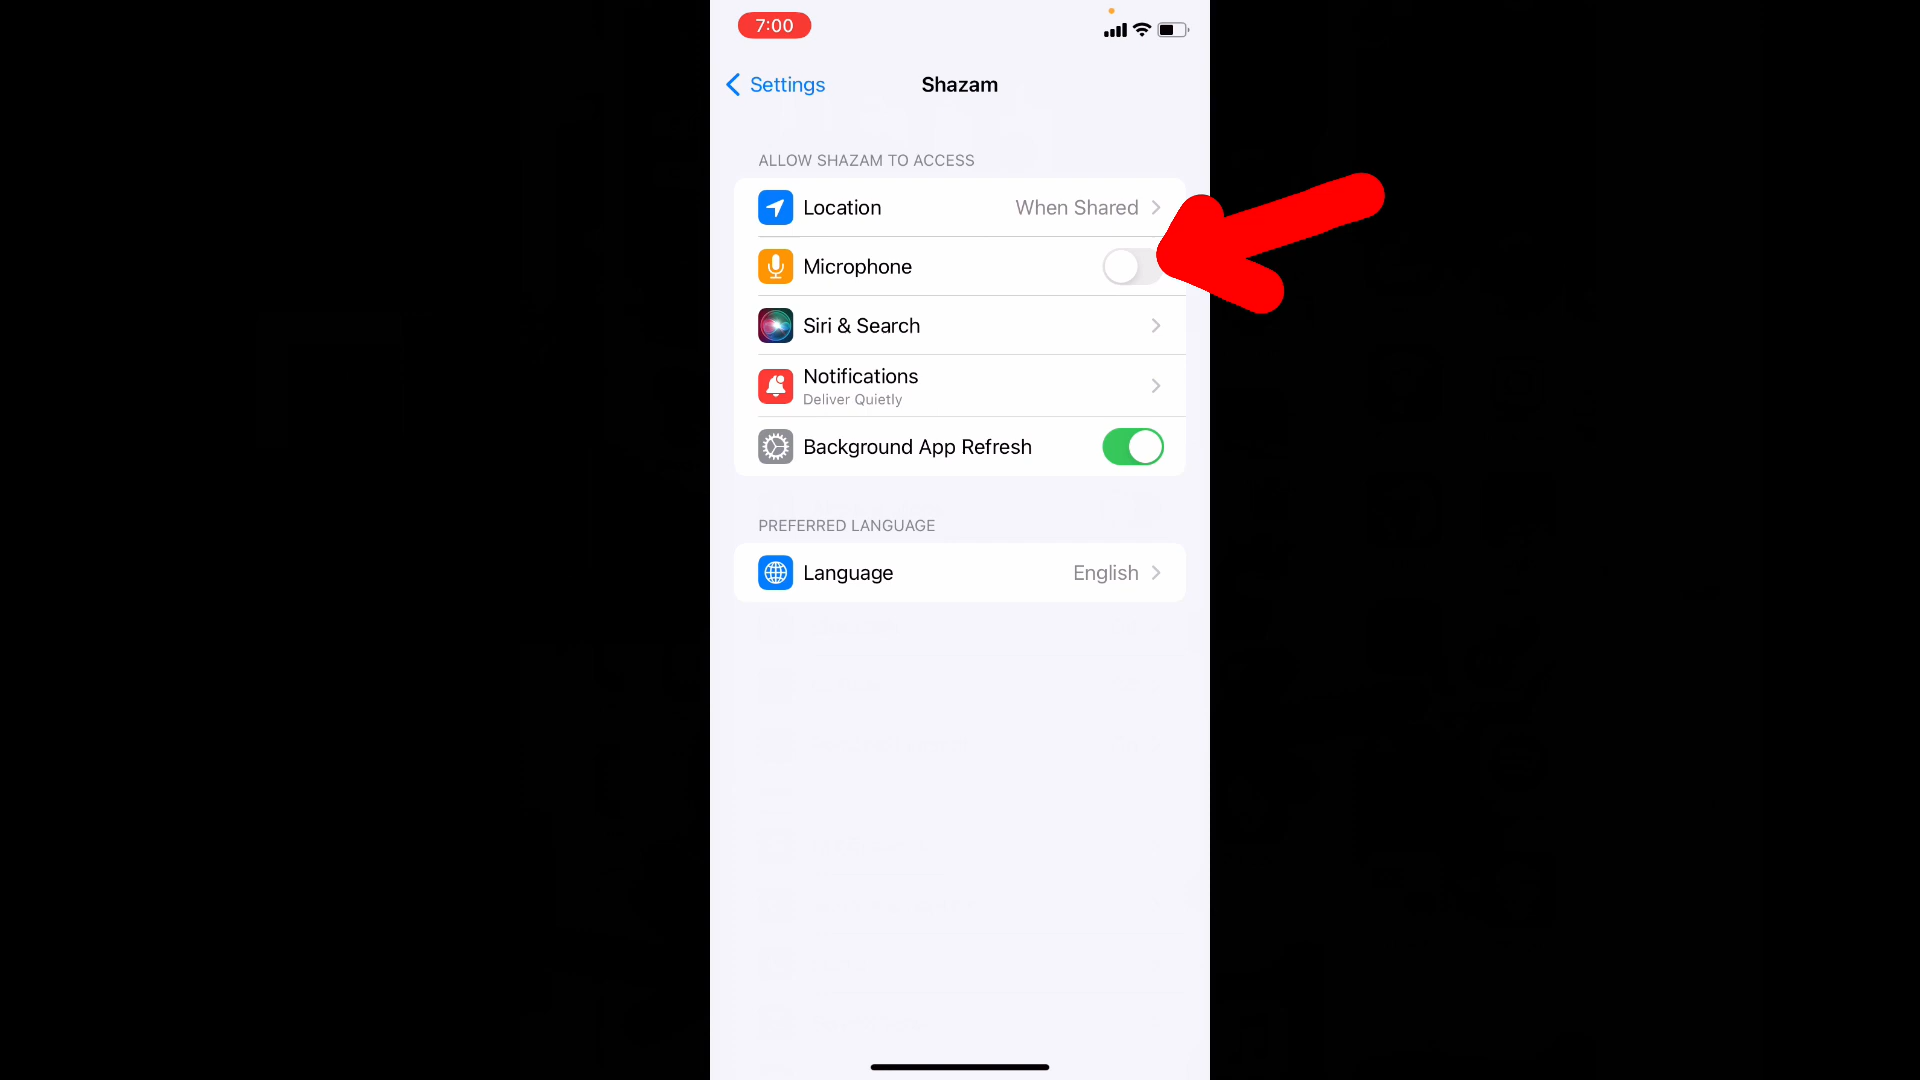 7:00
Settings
Shazam
ALLOW SHAZAM TO ACCESS
Location When Shared
Microphone
Siri & Search
Notifications
Deliver Quietly
Background App Refresh
PREFERRED LANGUAGE
Language English